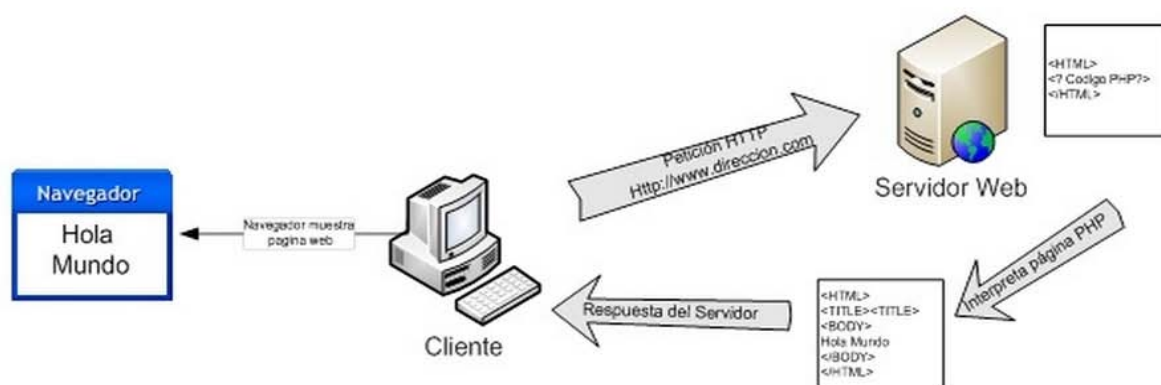 <HTML>
<? Codigo PHP?>
</HTML>
Petición HTTP
Http://www.direccion.com
Servidor Web
Navegador
Hola
Mundo
Navegador muestra
pagina web
Cliente
Interpreta página PHP
Respuesta del Servidor
<HTML>
<TITLE><TITLE>
<BODY>
Hola Mundo
</BODY>
</HTML>